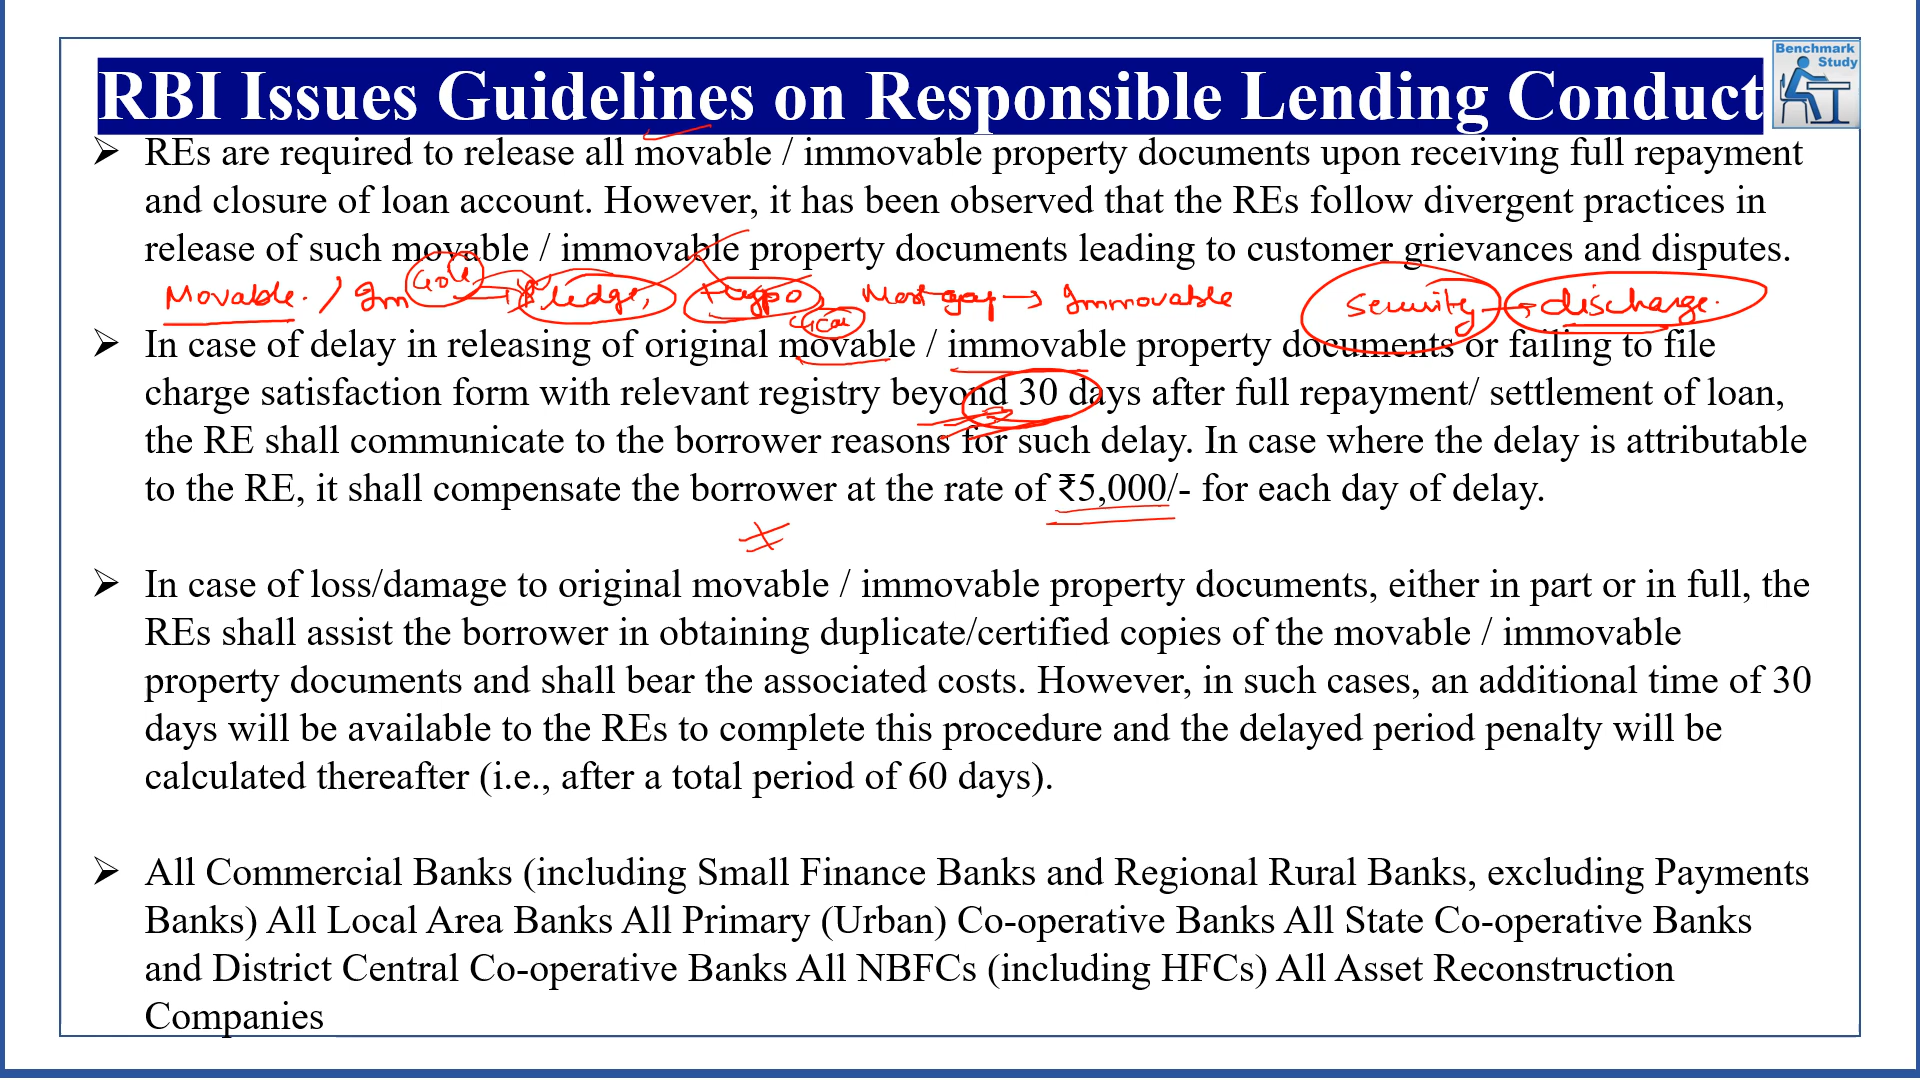 RBI Issues Guidelines on Responsible Lending Conduct
Benchmark
Study
➢ REs are required to release all movable / immovable property documents upon receiving full repayment
and closure of loan account. However, it has been observed that the REs follow divergent practices in
release of such movable / immovable property documents leading to customer grievances and disputes.
Movable / Imm Gold → Pledge, Hypo, Mortgag → Immovable Security → discharge.
car
➢ In case of delay in releasing of original movable / immovable property documents or failing to file
charge satisfaction form with relevant registry beyond 30 days after full repayment/ settlement of loan,
the RE shall communicate to the borrower reasons for such delay. In case where the delay is attributable
to the RE, it shall compensate the borrower at the rate of ₹5,000/- for each day of delay.
➢ In case of loss/damage to original movable / immovable property documents, either in part or in full, the
REs shall assist the borrower in obtaining duplicate/certified copies of the movable / immovable
property documents and shall bear the associated costs. However, in such cases, an additional time of 30
days will be available to the REs to complete this procedure and the delayed period penalty will be
calculated thereafter (i.e., after a total period of 60 days).
➢ All Commercial Banks (including Small Finance Banks and Regional Rural Banks, excluding Payments
Banks) All Local Area Banks All Primary (Urban) Co-operative Banks All State Co-operative Banks
and District Central Co-operative Banks All NBFCs (including HFCs) All Asset Reconstruction
Companies